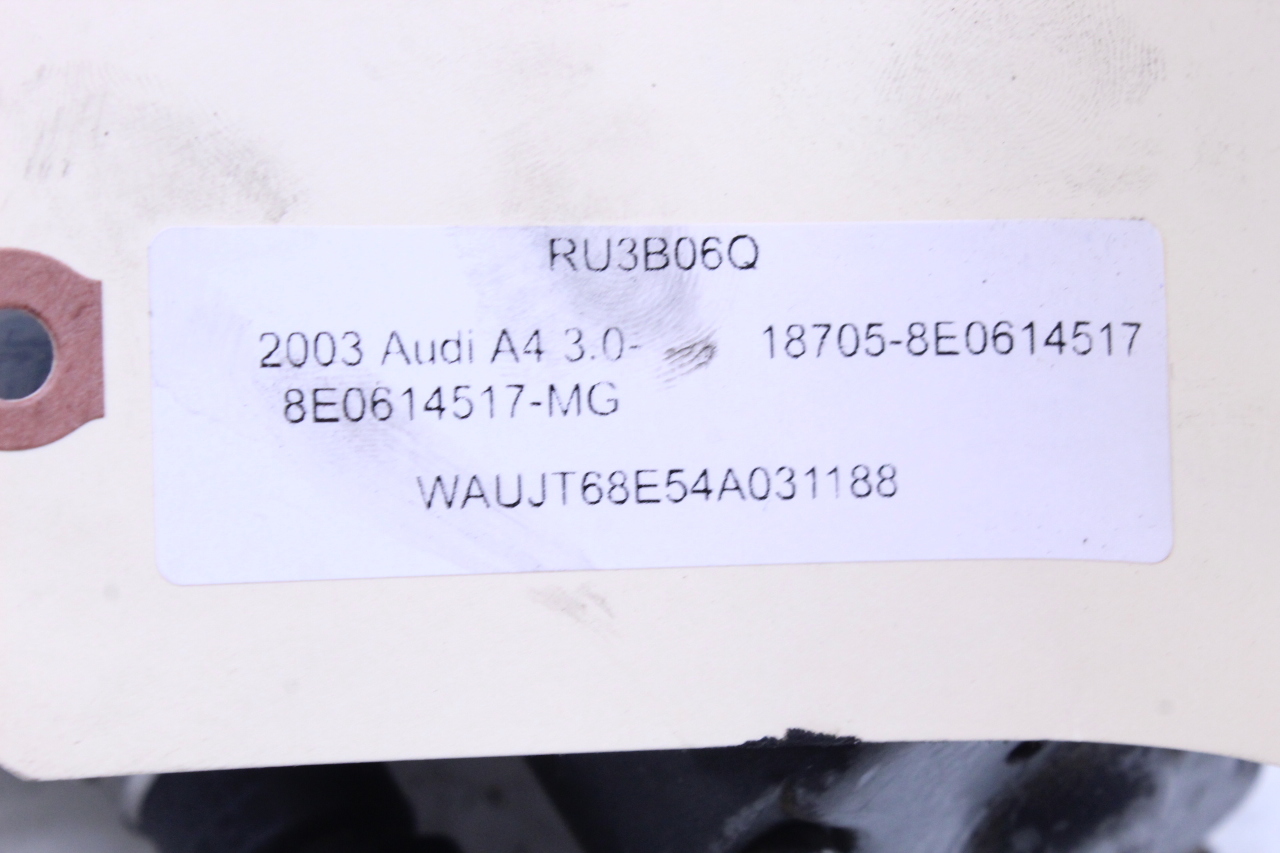 RU3B06Q
2003 Audi A4 3.0- 18705-8E0614517
8E0614517-MG
WAUJT68E54A031188